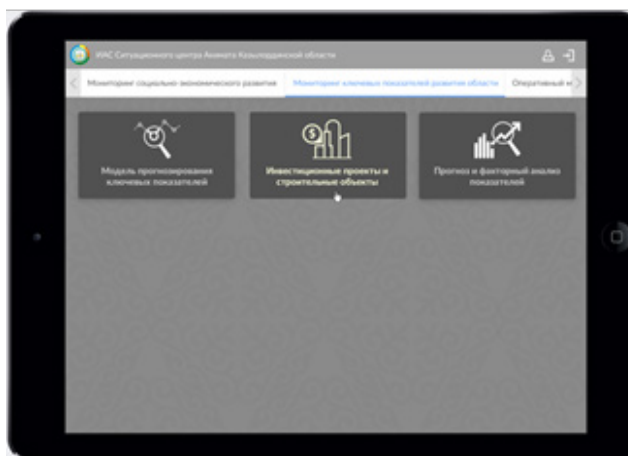 ИАС Ситуационного центра Акимата Кызылординской области
Мониторинг социально-экономического развития Мониторинг ключевых показателей развития области Оперативный м
Модель прогнозирования
ключевых показателей
Инвестиционные проекты и
строительные объекты
Прогноз и факторный анализ
показателей